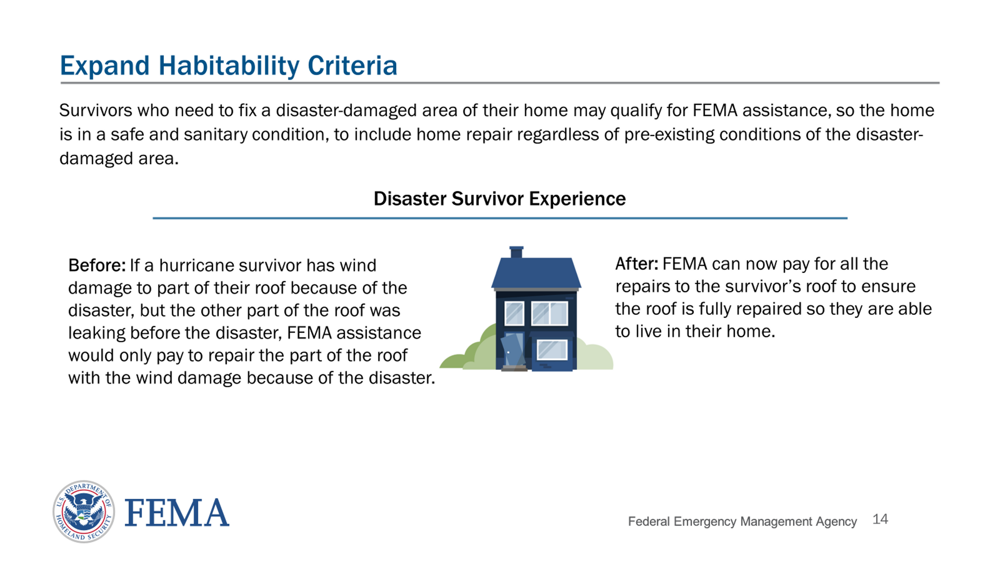 Expand Habitability Criteria
Survivors who need to fix a disaster-damaged area of their home may qualify for FEMA assistance, so the home
is in a safe and sanitary condition, to include home repair regardless of pre-existing conditions of the disaster-
damaged area.
Disaster Survivor Experience
Before: If a hurricane survivor has wind
damage to part of their roof because of the
disaster, but the other part of the roof was
leaking before the disaster, FEMA assistance
would only pay to repair the part of the roof
with the wind damage because of the disaster.
After: FEMA can now pay for all the
repairs to the survivor’s roof to ensure
the roof is fully repaired so they are able
to live in their home.
U.S. DEPARTMENT OF
HOMELAND SECURITY
FEMA
Federal Emergency Management Agency 14